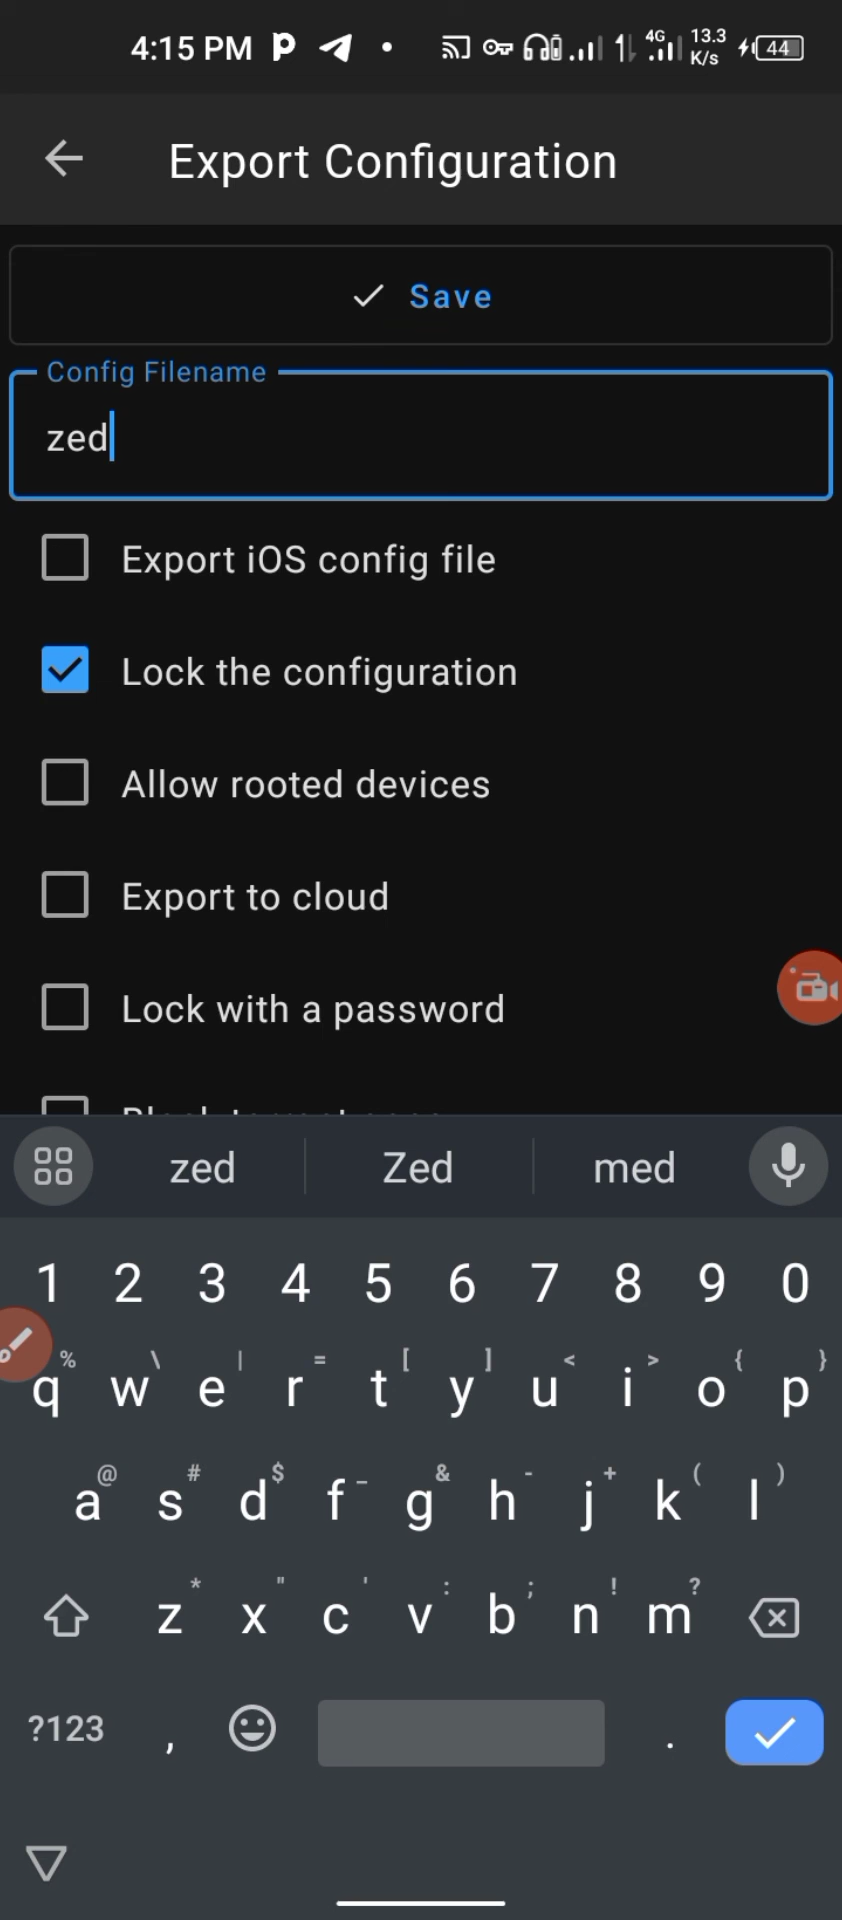 4:15 PM 4G 13.3 K/s 44
Export Configuration
Save
Config Filename
zed
Export iOS config file
Lock the configuration
Allow rooted devices
Export to cloud
Lock with a password
zed Zed med
1 2 3 4 5 6 7 8 9 0
% \ | = [ ] < > { }
q w e r t y u i o p
@ # $ _ & - + ( )
a s d f g h j k l
* " ' : ; ! ?
z x c v b n m
?123 , .